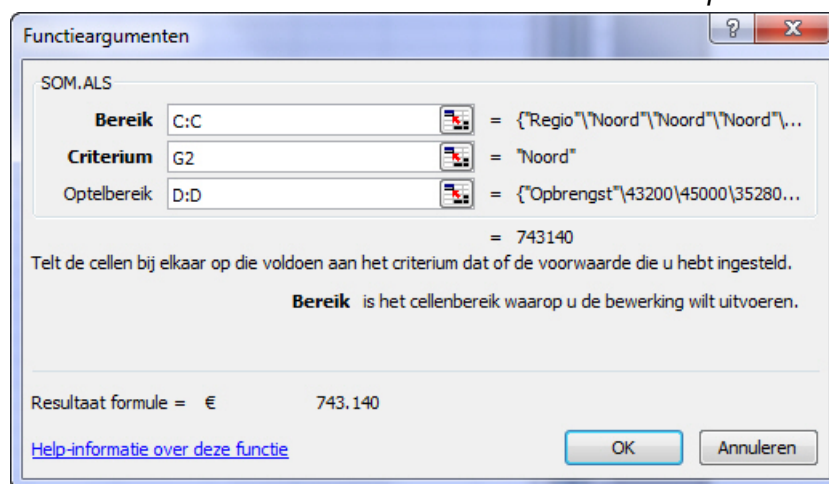 Functieargumenten
SOM.ALS
Bereik C:C = {"Regio"\"Noord"\"Noord"\"Noord"\...
Criterium G2 = "Noord"
Optelbereik D:D = {"Opbrengst"\43200\45000\35280...
= 743140
Telt de cellen bij elkaar op die voldoen aan het criterium dat of de voorwaarde die u hebt ingesteld.
Bereik is het cellenbereik waarop u de bewerking wilt uitvoeren.
Resultaat formule = € 743.140
Help-informatie over deze functie
OK Annuleren